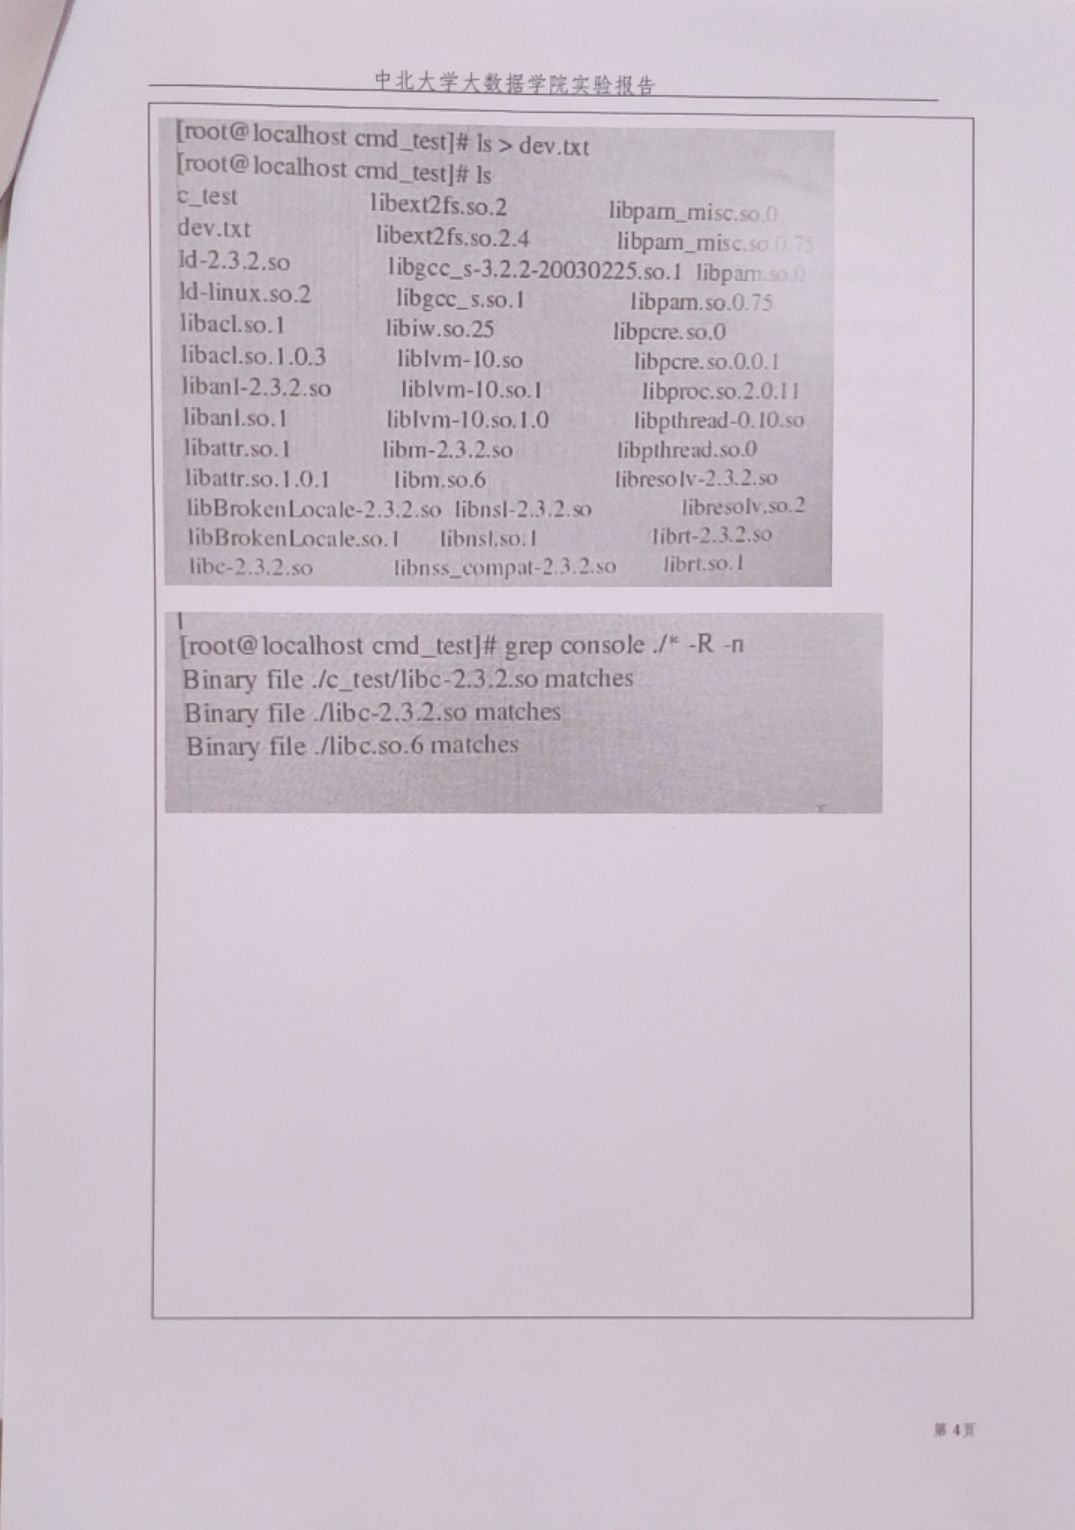 中北大学大数据学院实验报告
[root@localhost cmd_test]# ls > dev.txt
[root@localhost cmd_test]# ls
c_test libext2fs.so.2 libpam_misc.so.0
dev.txt libext2fs.so.2.4 libpam_misc.so.0.75
ld-2.3.2.so libgcc_s-3.2.2-20030225.so.1 libpam.so.0
ld-linux.so.2 libgcc_s.so.1 libpam.so.0.75
libacl.so.1 libiw.so.25 libpcre.so.0
libacl.so.1.0.3 liblvm-10.so libpcre.so.0.0.1
libanl-2.3.2.so liblvm-10.so.1 libproc.so.2.0.11
libanl.so.1 liblvm-10.so.1.0 libpthread-0.10.so
libattr.so.1 libm-2.3.2.so libpthread.so.0
libattr.so.1.0.1 libm.so.6 libresolv-2.3.2.so
libBrokenLocale-2.3.2.so libnsl-2.3.2.so libresolv.so.2
libBrokenLocale.so.1 libnsl.so.1 librt-2.3.2.so
libc-2.3.2.so libnss_compat-2.3.2.so librt.so.1
[root@localhost cmd_test]# grep console ./* -R -n
Binary file ./c_test/libc-2.3.2.so matches
Binary file ./libc-2.3.2.so matches
Binary file ./libc.so.6 matches
第 4页